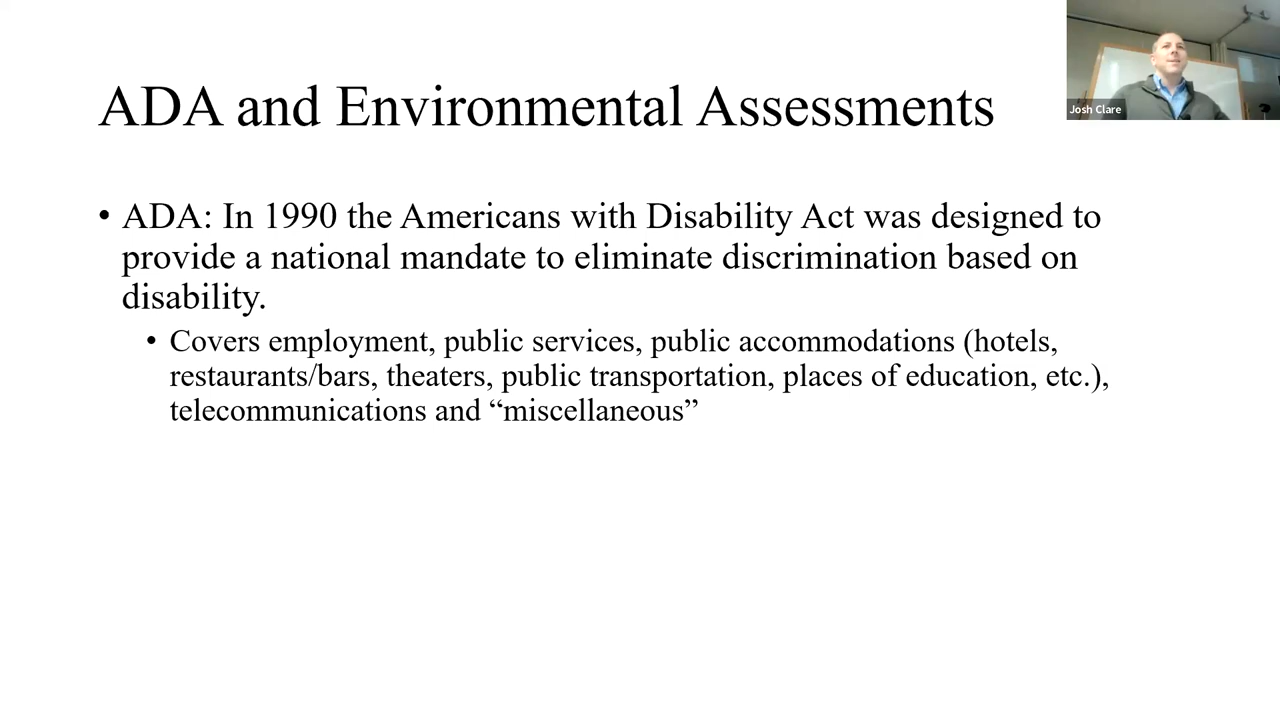 ADA and Environmental Assessments
Josh Clare
• ADA: In 1990 the Americans with Disability Act was designed to
provide a national mandate to eliminate discrimination based on
disability.
• Covers employment, public services, public accommodations (hotels,
restaurants/bars, theaters, public transportation, places of education, etc.),
telecommunications and “miscellaneous”